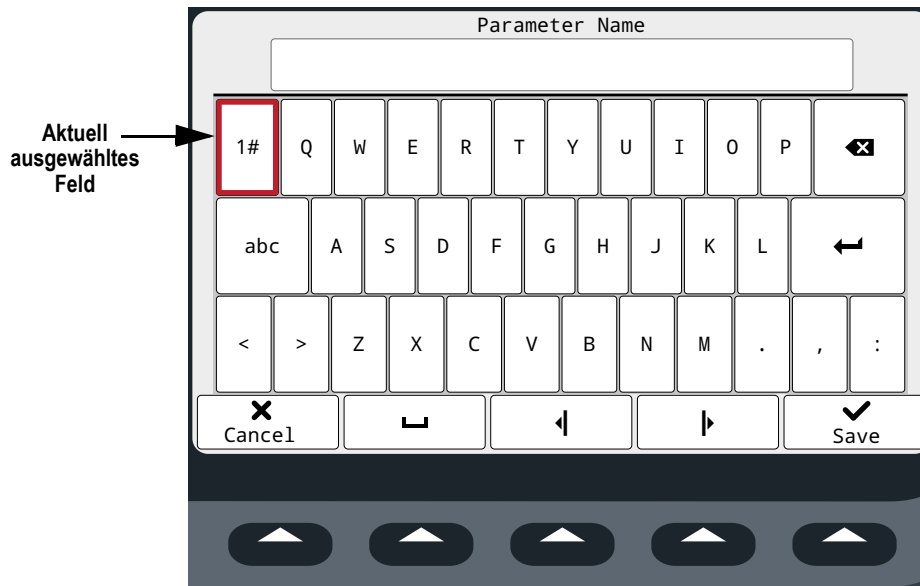 Parameter Name
Aktuell
ausgewähltes
Feld
1# Q W E R T Y U I O P
abc A S D F G H J K L
< > Z X C V B N M . , :
Cancel Save